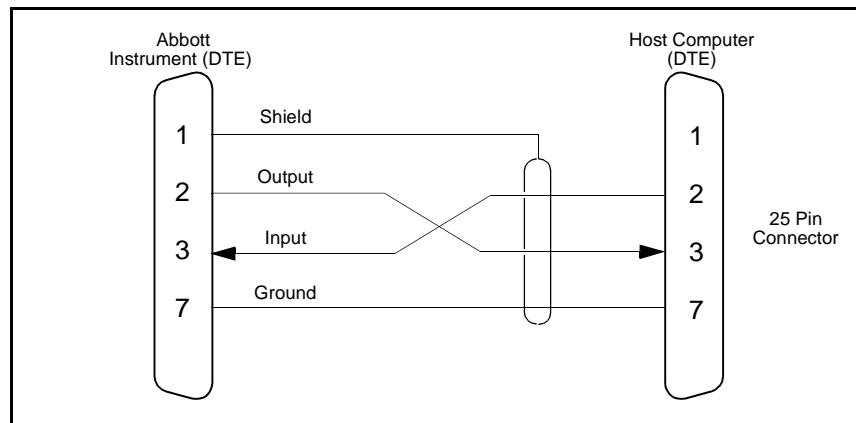 Abbott
Instrument (DTE)
Host Computer
(DTE)
1
Shield
1
2
Output
2
25 Pin
Connector
3
Input
3
7
Ground
7